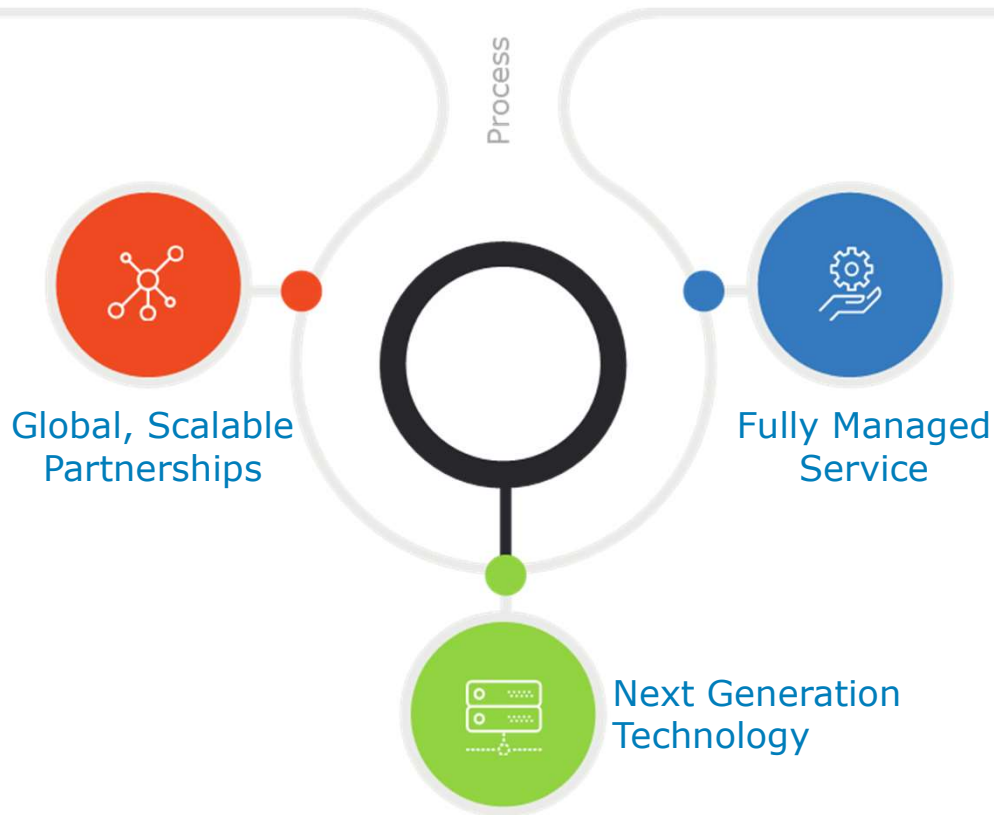 Process
Global, Scalable
Partnerships
Fully Managed
Service
Next Generation
Technology